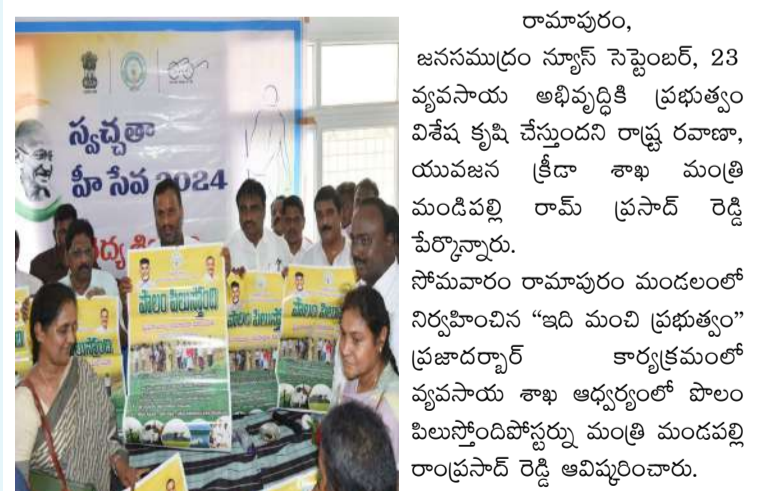 స్వచ్ఛతా
హీ సేవ 2024
పొలం పిలుస్తోంది
పొలం పిలుస్తో
పొలం పిలు
రామాపురం,
జనసముద్రం న్యూస్ సెప్టెంబర్, 23
వ్యవసాయ అభివృద్ధికి ప్రభుత్వం
విశేష కృషి చేస్తుందని రాష్ట్ర రవాణా,
యువజన క్రీడా శాఖ మంత్రి
మండిపల్లి రామ్ ప్రసాద్ రెడ్డి
పేర్కొన్నారు.
సోమవారం రామాపురం మండలంలో
నిర్వహించిన “ఇది మంచి ప్రభుత్వం”
ప్రజాదర్బార్ కార్యక్రమంలో
వ్యవసాయ శాఖ ఆధ్వర్యంలో పొలం
పిలుస్తోందిపోస్టర్ను మంత్రి మండపల్లి
రాంప్రసాద్ రెడ్డి ఆవిష్కరించారు.